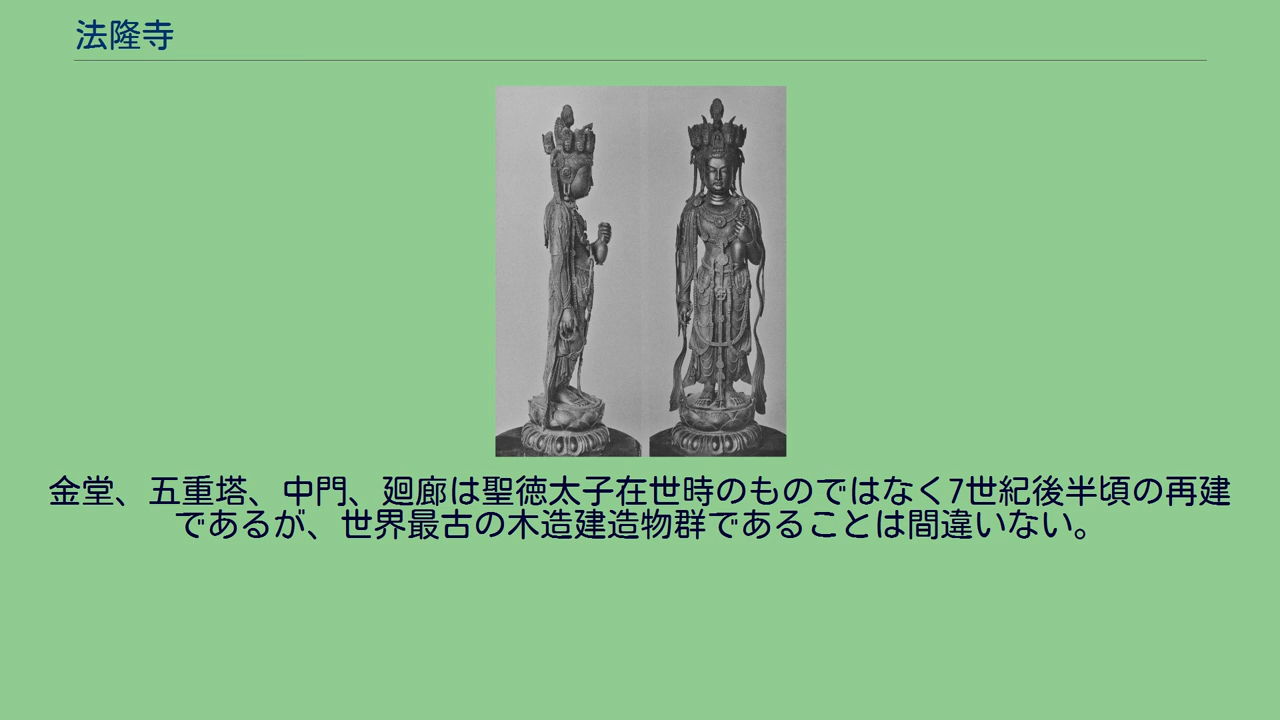 法隆寺
金堂、五重塔、中門、廻廊は聖徳太子在世時のものではなく7世紀後半頃の再建
であるが、世界最古の木造建造物群であることは間違いない。